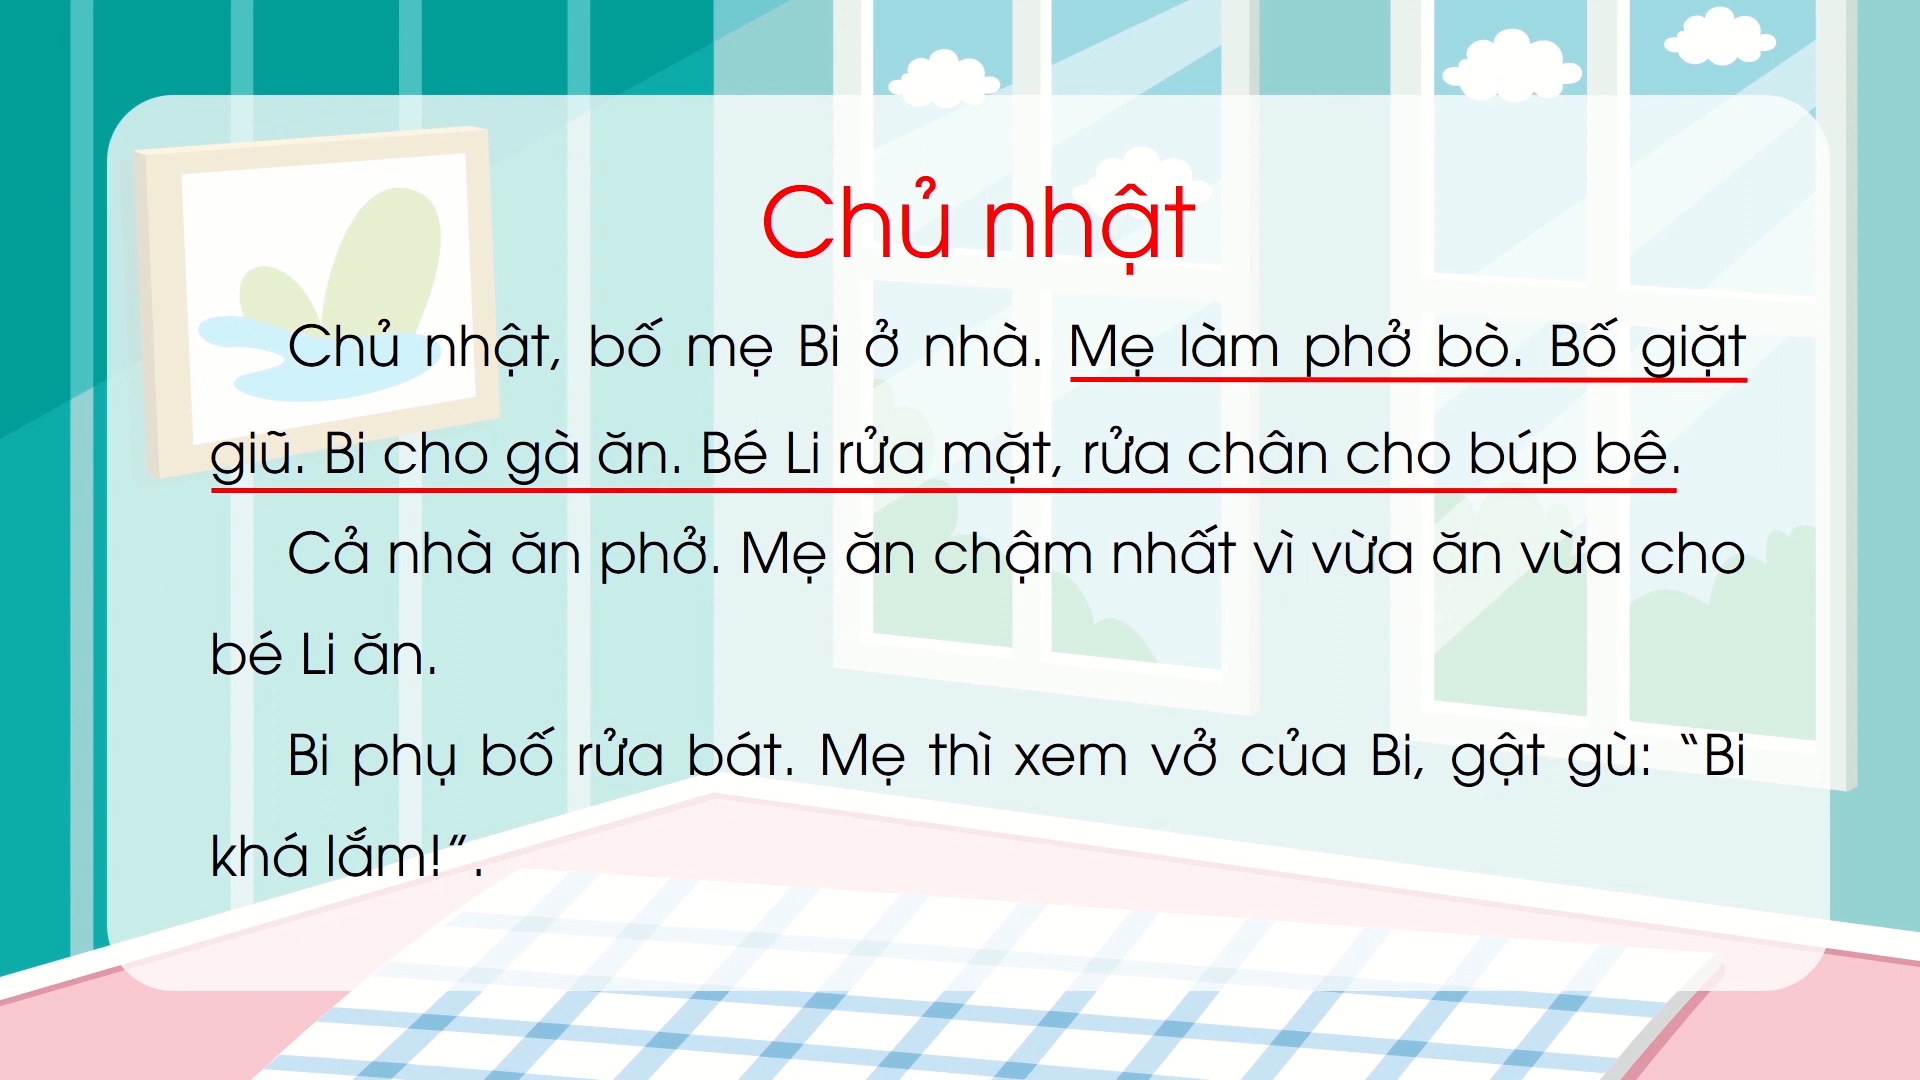 Chủ nhật
Chủ nhật, bố mẹ Bi ở nhà. Mẹ làm phở bò. Bố giặt
giũ. Bi cho gà ăn. Bé Li rửa mặt, rửa chân cho búp bê.
Cả nhà ăn phở. Mẹ ăn chậm nhất vì vừa ăn vừa cho
bé Li ăn.
Bi phụ bố rửa bát. Mẹ thì xem vở của Bi, gật gù: “Bi
khá lắm!”.